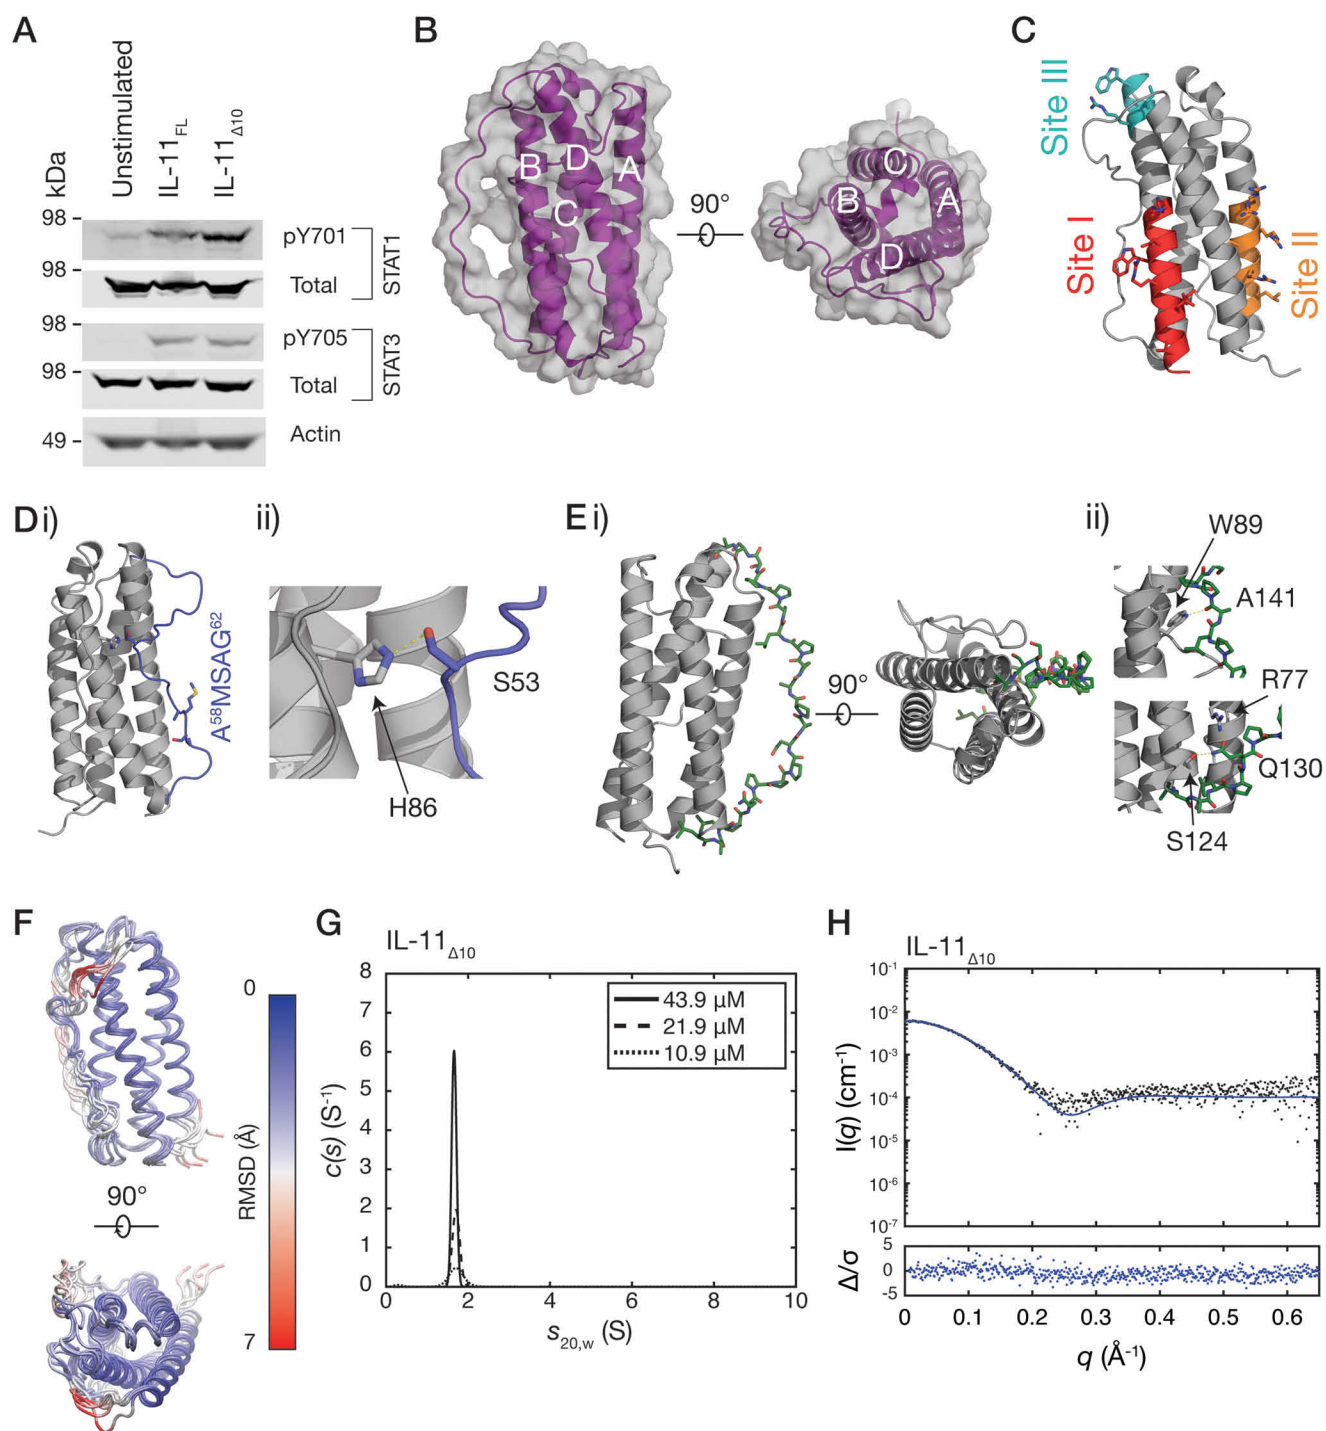 A
kDa
Unstimulated
IL-11FL
IL-11Δ10
98
pY701
98
Total
STAT1
98
pY705
98
Total
STAT3
49
Actin
B
B
D
A
C
90°
C
B
A
D
C
Site III
Site I
Site II
D i)
A58MSAG62
ii)
S53
H86
E i)
90°
ii)
W89
A141
R77
Q130
S124
F
90°
0
RMSD (Å)
7
G
IL-11Δ10
8
7
6
5
4
3
2
1
0
c(s) (S-1)
43.9 µM
21.9 µM
10.9 µM
0 2 4 6 8 10
s20,w (S)
H
IL-11Δ10
10-1
10-2
10-3
10-4
10-5
10-6
10-7
I(q) (cm-1)
5
0
-5
Δ/σ
0 0.1 0.2 0.3 0.4 0.5 0.6
q (Å-1)